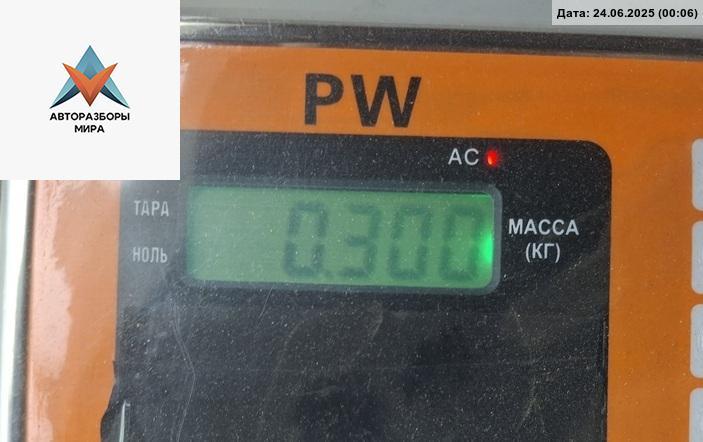 Дата: 24.06.2025 (00:06)
АВТОРАЗБОРЫ
МИРА
PW
AC
ТАРА
НОЛЬ
0.300
МАССА
(КГ)